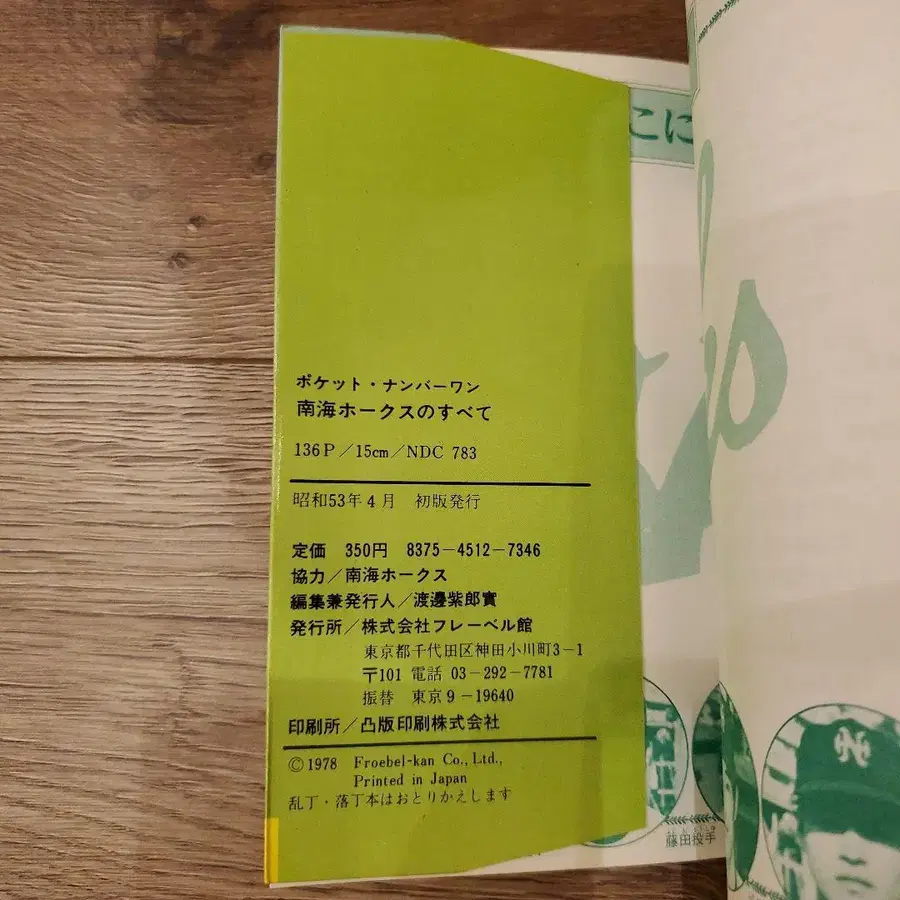 ポケット・ナンバーワン
南海ホークスのすべて
136P／15cm／NDC 783
昭和53年4月　初版発行
定価　350円　8375-4512-7346
協力／南海ホークス
編集兼発行人／渡邊紫郎實
発行所／株式会社フレーベル館
東京都千代田区神田小川町3-1
〒101 電話 03-292-7781
振替　東京9-19640
印刷所／凸版印刷株式会社
© 1978　Froebel-kan Co., Ltd.,
Printed in Japan
乱丁・落丁本はおとりかえします
こに
藤田投手